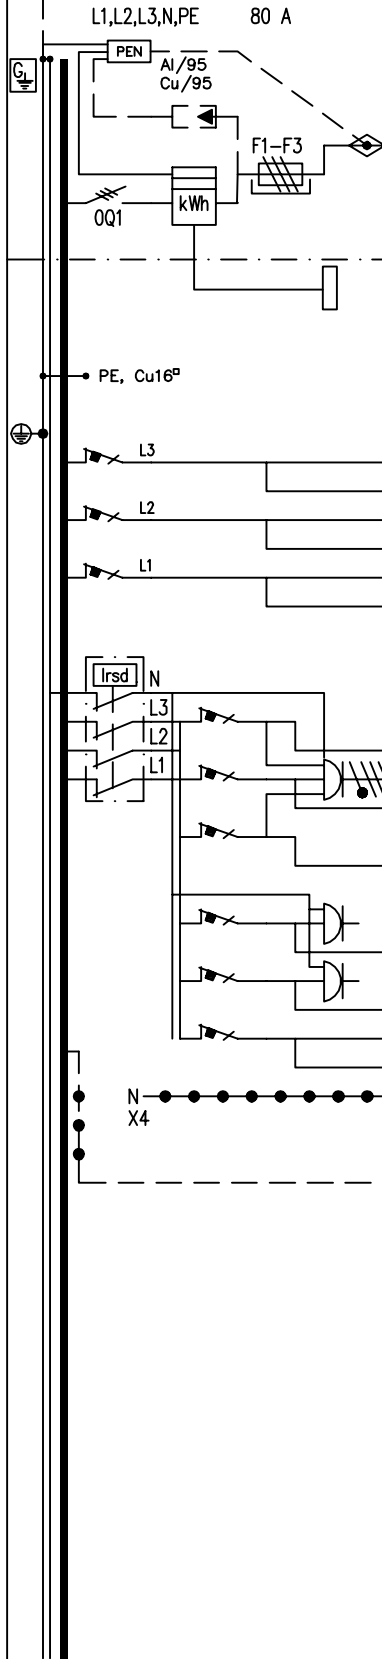 L1,L2,L3,N,PE 80 A
PEN
G
Al/95
Cu/95
F1-F3
kWh
0Q1
PE, Cu16□
L3
L2
L1
Irsd
N
L3
L2
L1
N
X4